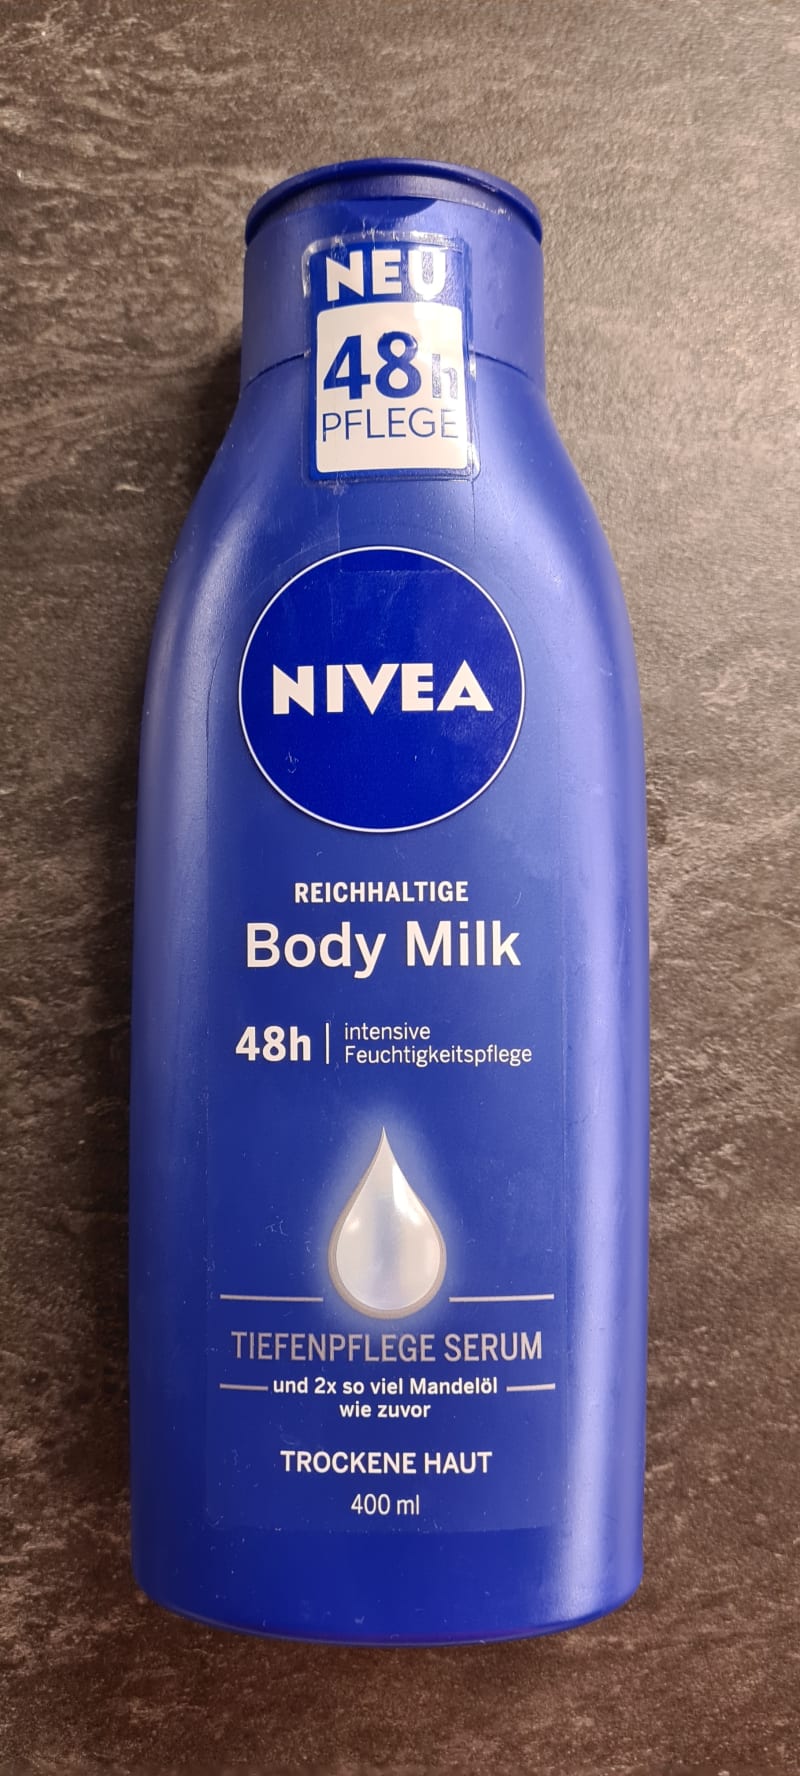 NEU
48h
PFLEGE
NIVEA
REICHHALTIGE
Body Milk
48h | intensive
Feuchtigkeitspflege
TIEFENPFLEGE SERUM
und 2x so viel Mandelöl
wie zuvor
TROCKENE HAUT
400 ml